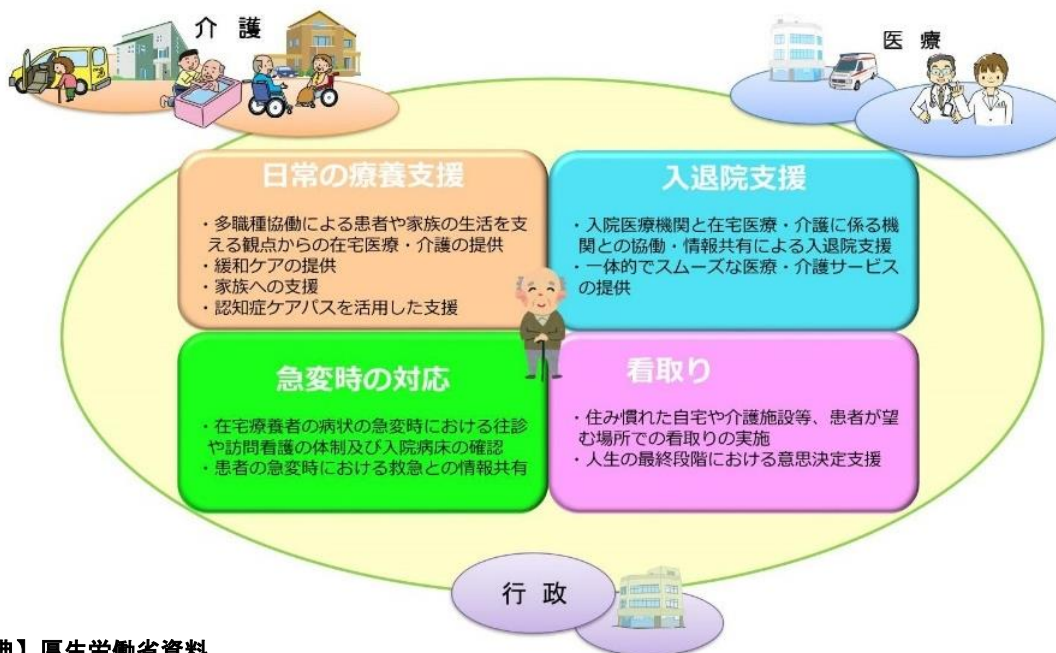 介 護
医 療
日常の療養支援
・多職種協働による患者や家族の生活を支
える観点からの在宅医療・介護の提供
・緩和ケアの提供
・家族への支援
・認知症ケアパスを活用した支援
入退院支援
・入院医療機関と在宅医療・介護に係る機
関との協働・情報共有による入退院支援
・一体的でスムーズな医療・介護サービス
の提供
急変時の対応
・在宅療養者の病状の急変時における往診
や訪問看護の体制及び入院病床の確認
・患者の急変時における救急との情報共有
看取り
・住み慣れた自宅や介護施設等、患者が望
む場所での看取りの実施
・人生の最終段階における意思決定支援
行 政
典】厚生労働省資料